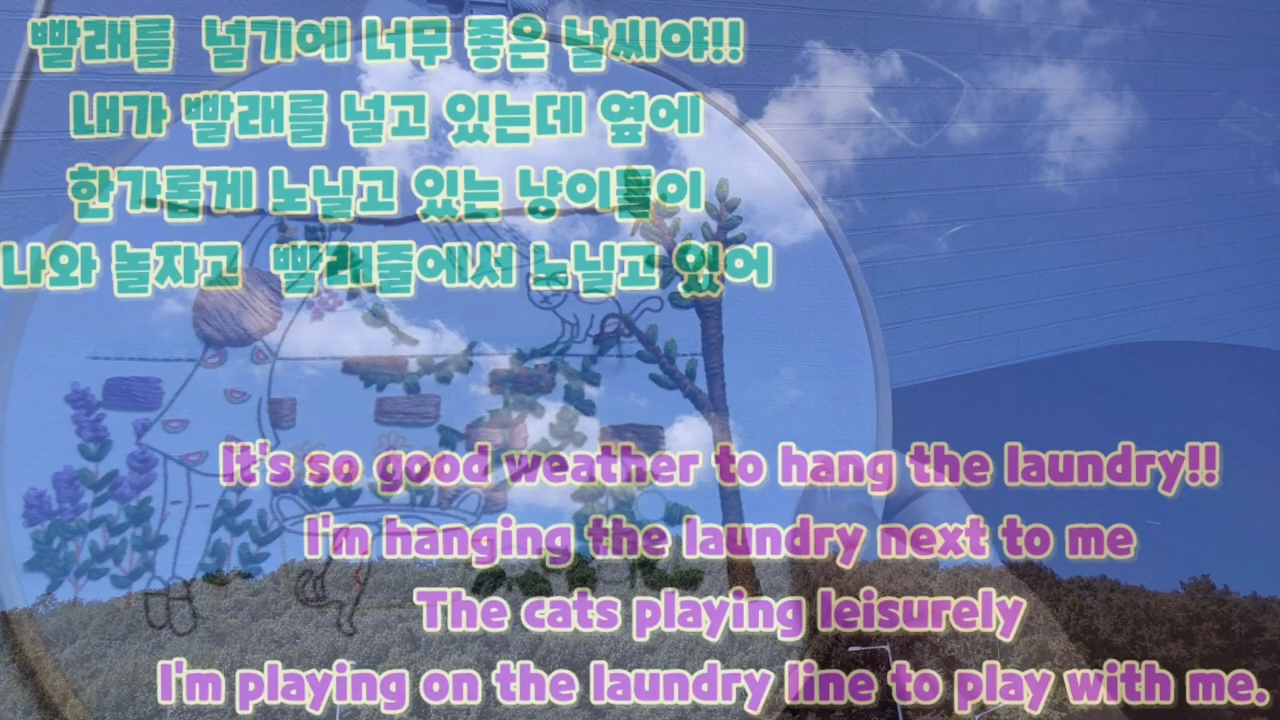 빨래를 널기에 너무 좋은 날씨야!!
내가 빨래를 널고 있는데 옆에
한가롭게 노닐고 있는 냥이들이
나와 놀자고 빨래줄에서 노닐고 있어
It's so good weather to hang the laundry!!
I'm hanging the laundry next to me
The cats playing leisurely
I'm playing on the laundry line to play with me.